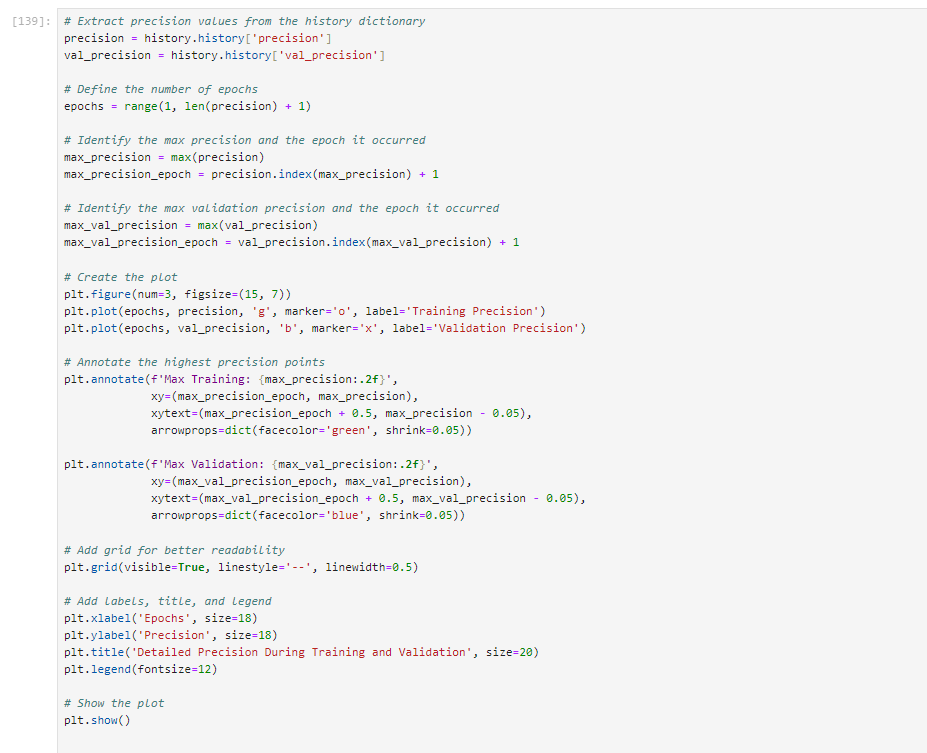 [139]: # Extract precision values from the history dictionary
precision = history.history['precision']
val_precision = history.history['val_precision']
# Define the number of epochs
epochs = range(1, len(precision) + 1)
# Identify the max precision and the epoch it occurred
max_precision = max(precision)
max_precision_epoch = precision.index(max_precision) + 1
# Identify the max validation precision and the epoch it occurred
max_val_precision = max(val_precision)
max_val_precision_epoch = val_precision.index(max_val_precision) + 1
# Create the plot
plt.figure(num=3, figsize=(15, 7))
plt.plot(epochs, precision, 'g', marker='o', label='Training Precision')
plt.plot(epochs, val_precision, 'b', marker='x', label='Validation Precision')
# Annotate the highest precision points
plt.annotate(f'Max Training: {max_precision:.2f}',
             xy=(max_precision_epoch, max_precision),
             xytext=(max_precision_epoch + 0.5, max_precision - 0.05),
             arrowprops=dict(facecolor='green', shrink=0.05))
plt.annotate(f'Max Validation: {max_val_precision:.2f}',
             xy=(max_val_precision_epoch, max_val_precision),
             xytext=(max_val_precision_epoch + 0.5, max_val_precision - 0.05),
             arrowprops=dict(facecolor='blue', shrink=0.05))
# Add grid for better readability
plt.grid(visible=True, linestyle='--', linewidth=0.5)
# Add labels, title, and legend
plt.xlabel('Epochs', size=18)
plt.ylabel('Precision', size=18)
plt.title('Detailed Precision During Training and Validation', size=20)
plt.legend(fontsize=12)
# Show the plot
plt.show()